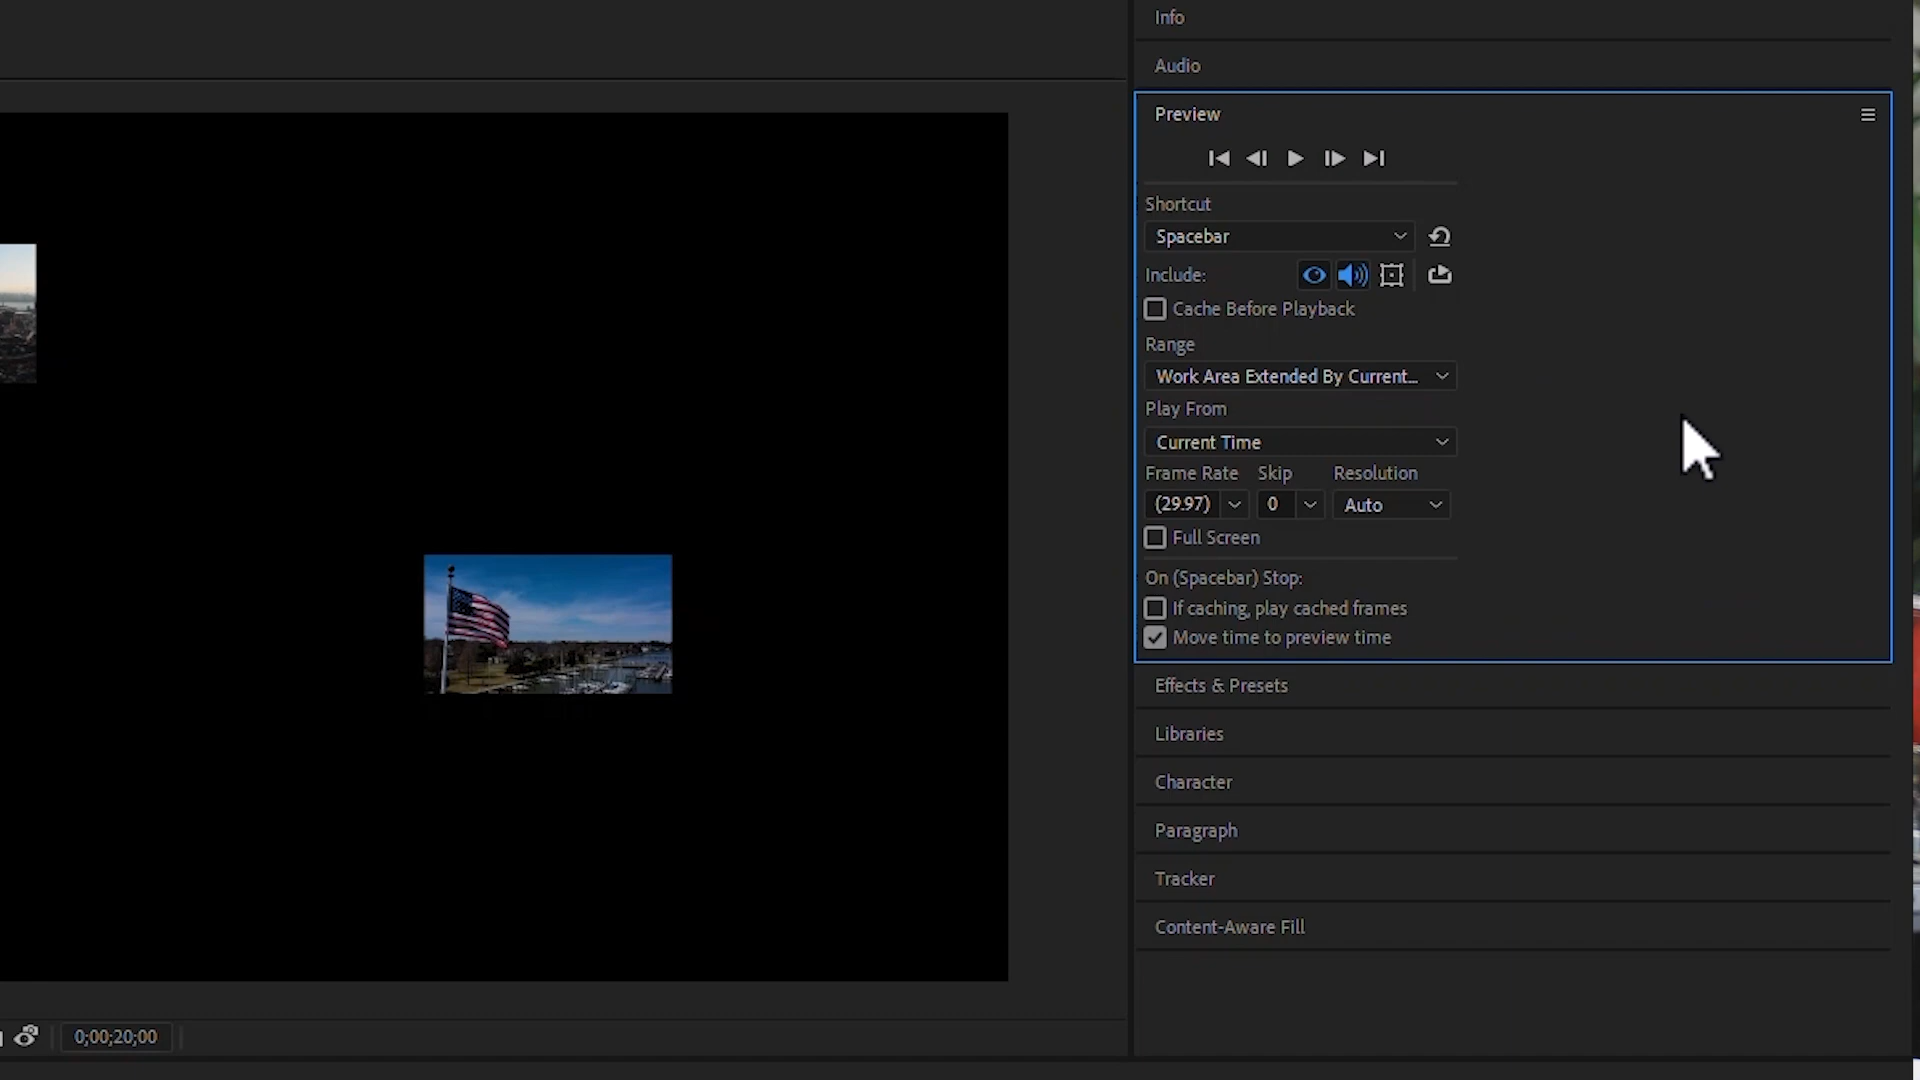 Info
Audio
Preview
Shortcut
Spacebar
Include:
Cache Before Playback
Range
Work Area Extended By Current...
Play From
Current Time
Frame Rate Skip Resolution
(29.97) 0 Auto
Full Screen
On (Spacebar) Stop:
If caching, play cached frames
Move time to preview time
Effects & Presets
Libraries
Character
Paragraph
Tracker
Content-Aware Fill
0;00;20;00